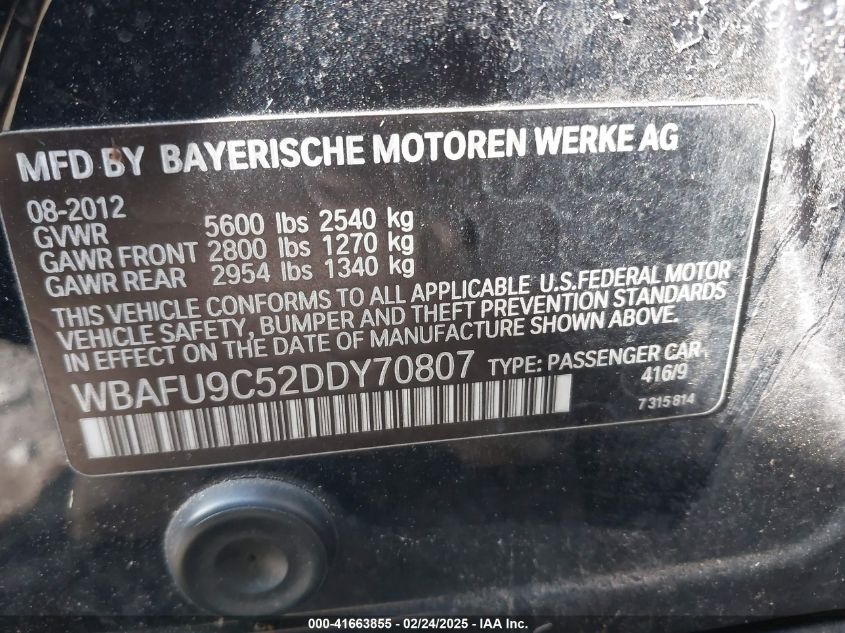 MFD BY BAYERISCHE MOTOREN WERKE AG
08-2012
GVWR 5600 lbs 2540 kg
GAWR FRONT 2800 lbs 1270 kg
GAWR REAR 2954 lbs 1340 kg
THIS VEHICLE CONFORMS TO ALL APPLICABLE U.S.FEDERAL MOTOR
VEHICLE SAFETY, BUMPER AND THEFT PREVENTION STANDARDS
IN EFFECT ON THE DATE OF MANUFACTURE SHOWN ABOVE.
WBAFU9C52DDY70807 TYPE: PASSENGER CAR
416/9
7 315 814
000-41663855 - 02/24/2025 - IAA Inc.